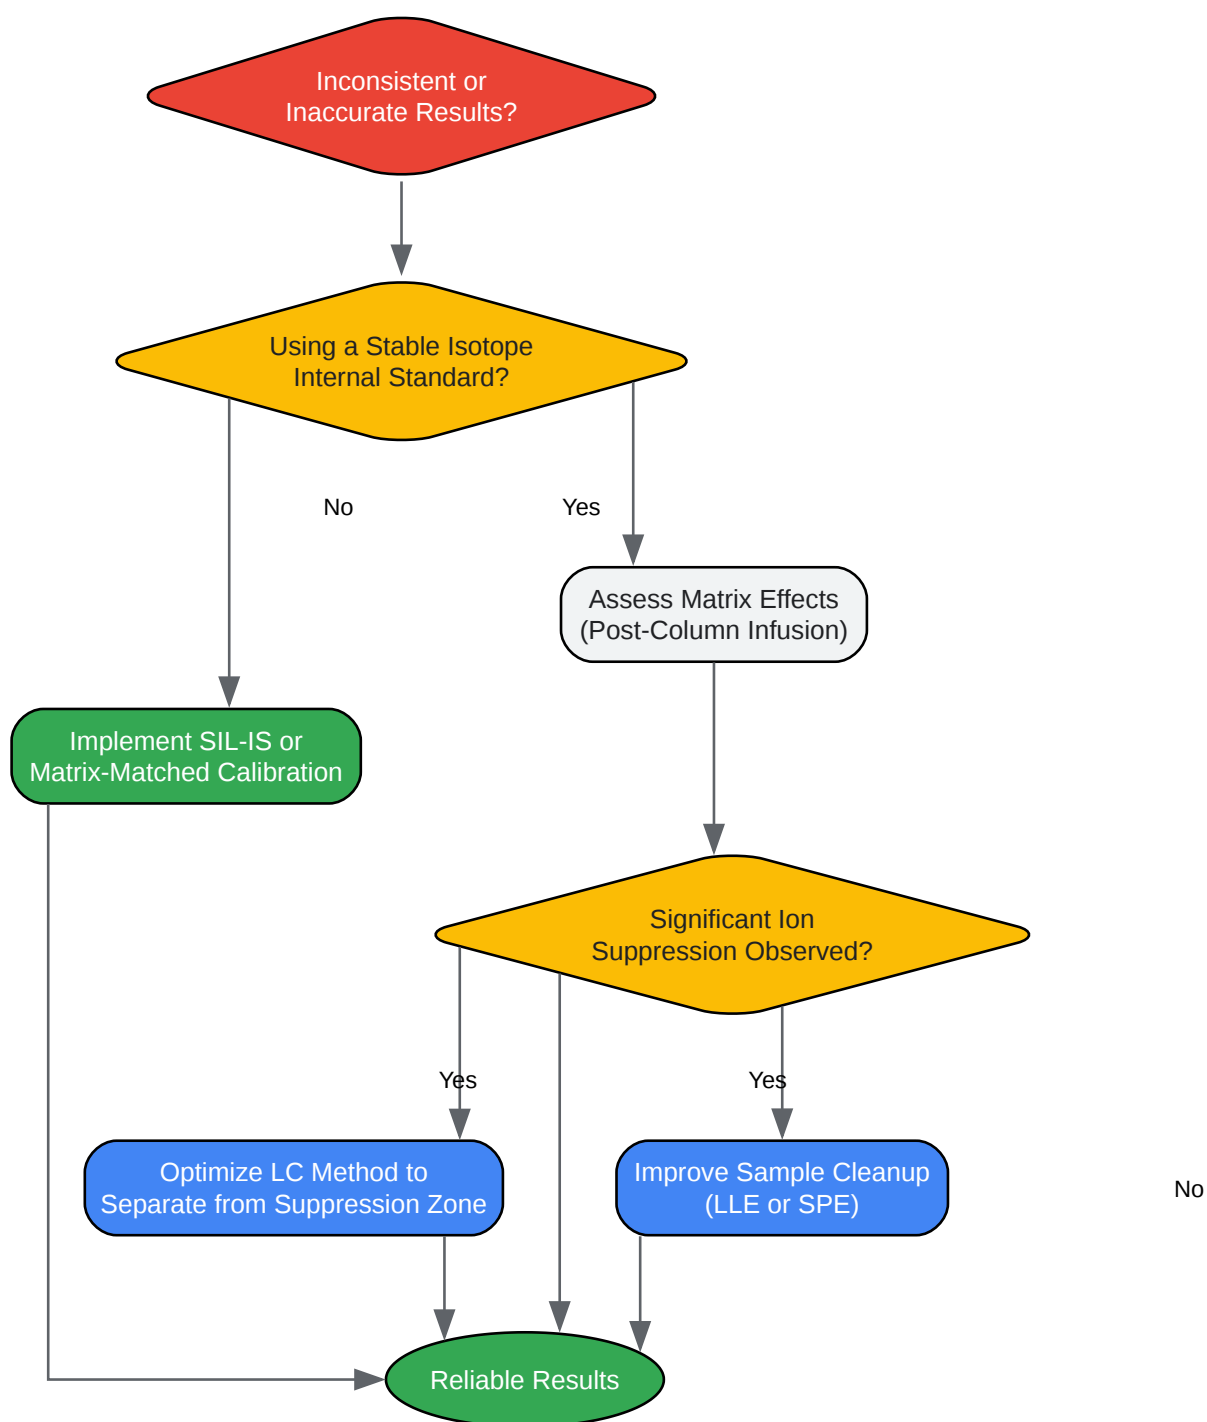 Inconsistent or
Inaccurate Results?
Using a Stable Isotope
Internal Standard?
No
Yes
Assess Matrix Effects
(Post-Column Infusion)
Implement SIL-IS or
Matrix-Matched Calibration
Significant Ion
Suppression Observed?
Yes
Yes
Optimize LC Method to
Separate from Suppression Zone
Improve Sample Cleanup
(LLE or SPE)
No
Reliable Results